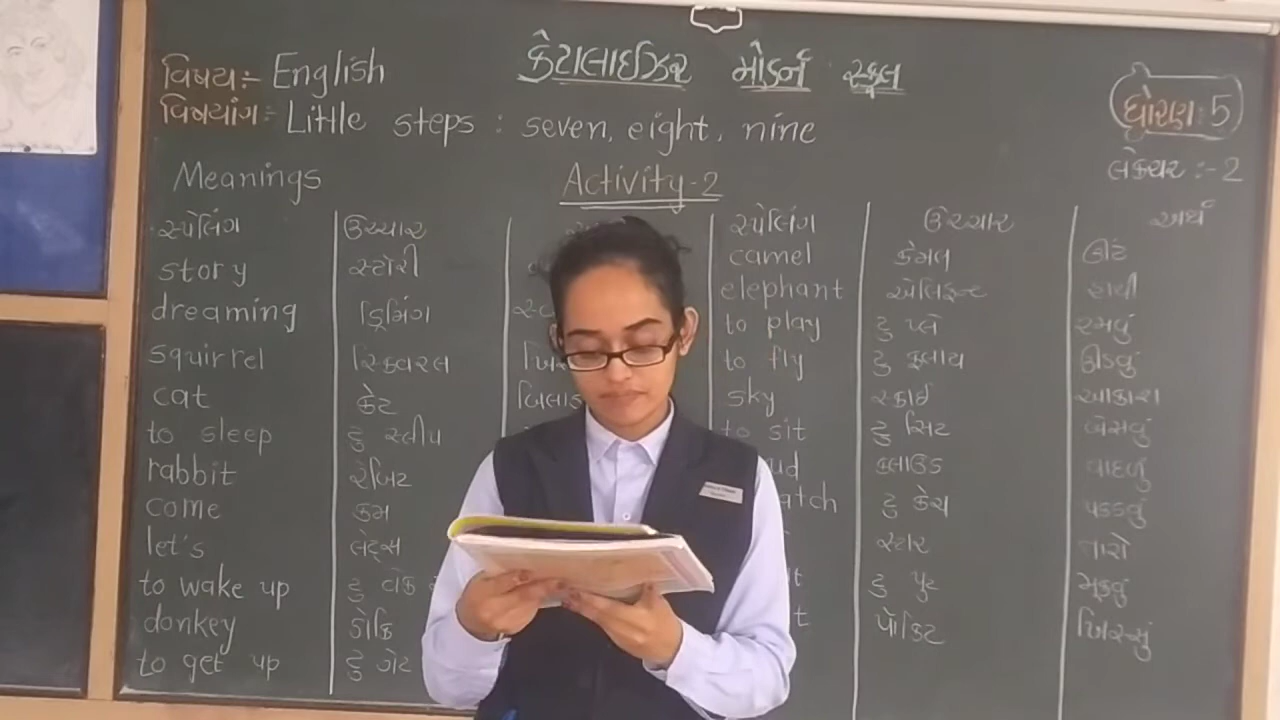 કેટાલાઈઝર મોડર્ન સ્કૂલ
વિષય:- English
ધોરણ: 5
વિષયાંગ:- Little steps : seven, eight, nine
લેક્ચર :- 2
Meanings Activity-2
સ્પેલિંગ ઉચ્ચાર સ્પેલિંગ ઉચ્ચાર અર્થ
story સ્ટોરી camel કેમલ ઊંટ
dreaming ડ્રિમિંગ elephant એલિફન્ટ હાથી
squirrel સ્કિવરલ to play ટુ પ્લે રમવું
cat કેટ to fly ટુ ફ્લાય ઊડવું
to sleep ટુ સ્લીપ sky સ્કાઈ આકાશ
rabbit રેબિટ to sit ટુ સિટ બેસવું
come કમ ક્લાઉડ વાદળું
let's લેટ્સ ટુ કેચ પકડવું
to wake up ટુ વેક સ્ટાર તારો
donkey ડોંકિ ટુ પુટ મૂકવું
to get up ટુ ગેટ પૉકિટ ખિસ્સું